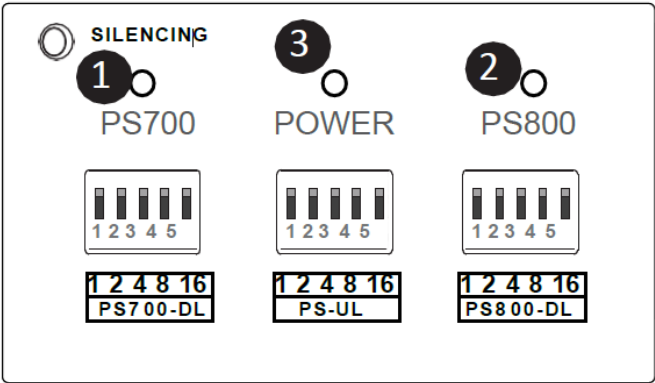 SILENCING
1 3 2
PS700 POWER PS800
1 2 3 4 5 1 2 3 4 5 1 2 3 4 5
1 2 4 8 16 1 2 4 8 16 1 2 4 8 16
PS700-DL PS-UL PS800-DL